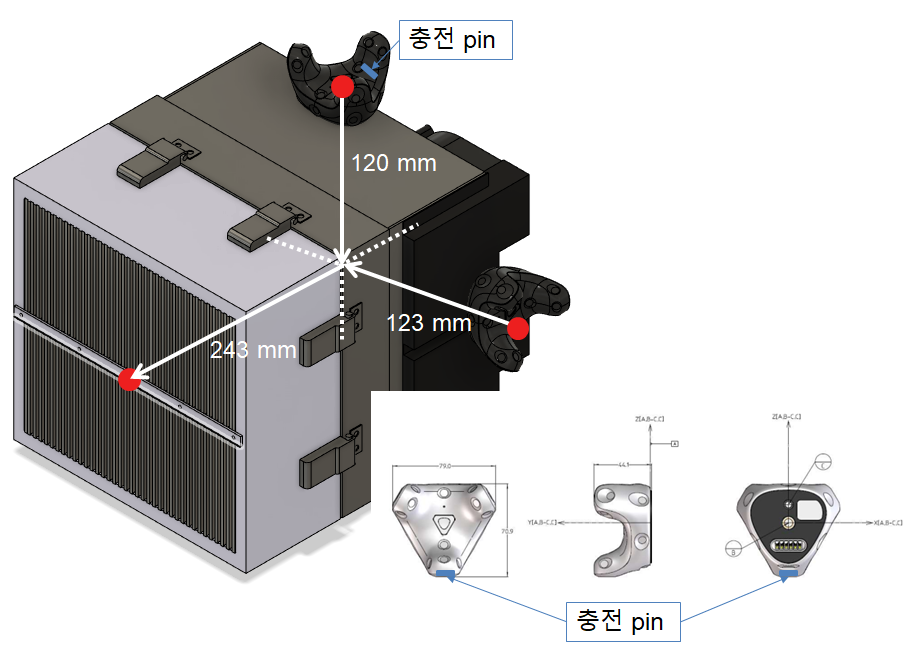 충전 pin
120 mm
123 mm
243 mm
Z[A,B-C,C]
A
79.0
44.1
70.9
Y[A,B-C,C]
Z[A,B-C,C]
C
X[A,B-C,C]
B
충전 pin